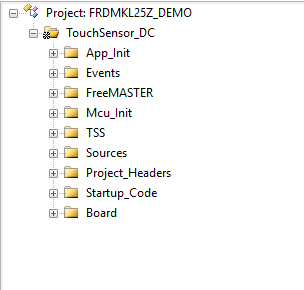 Project: FRDMKL25Z_DEMO
TouchSensor_DC
App_Init
Events
FreeMASTER
Mcu_Init
TSS
Sources
Project_Headers
Startup_Code
Board